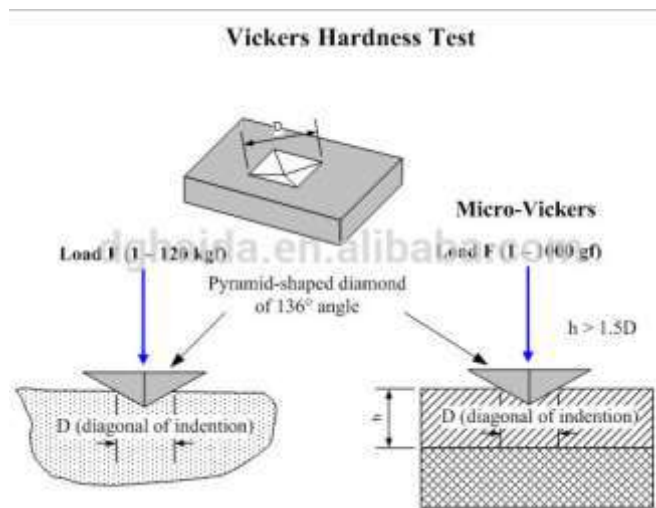 Vickers Hardness Test
D
Micro-Vickers
Load F (1 – 120 kgf)
Load F (1 – 1000 gf)
Pyramid-shaped diamond
of 136° angle
h > 1.5D
D (diagonal of indention)
h
D (diagonal of indention)